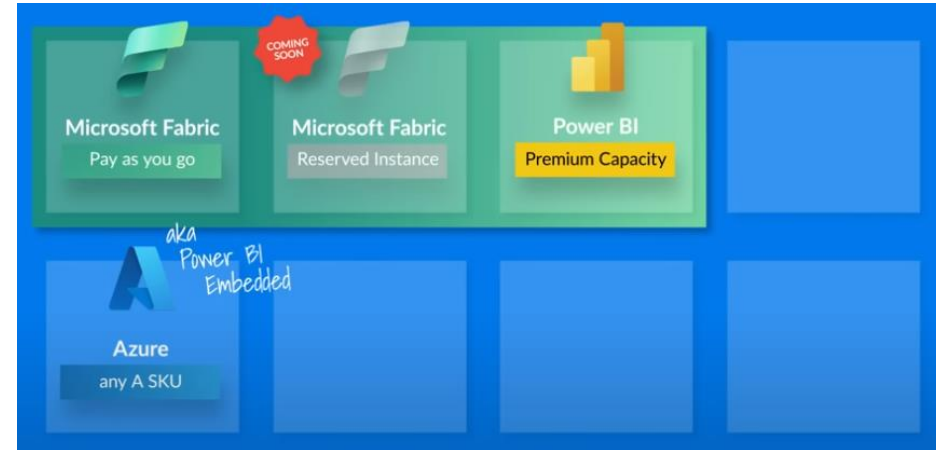 COMING
SOON
Microsoft Fabric
Pay as you go
Microsoft Fabric
Reserved Instance
Power BI
Premium Capacity
aka
Power BI
Embedded
Azure
any A SKU